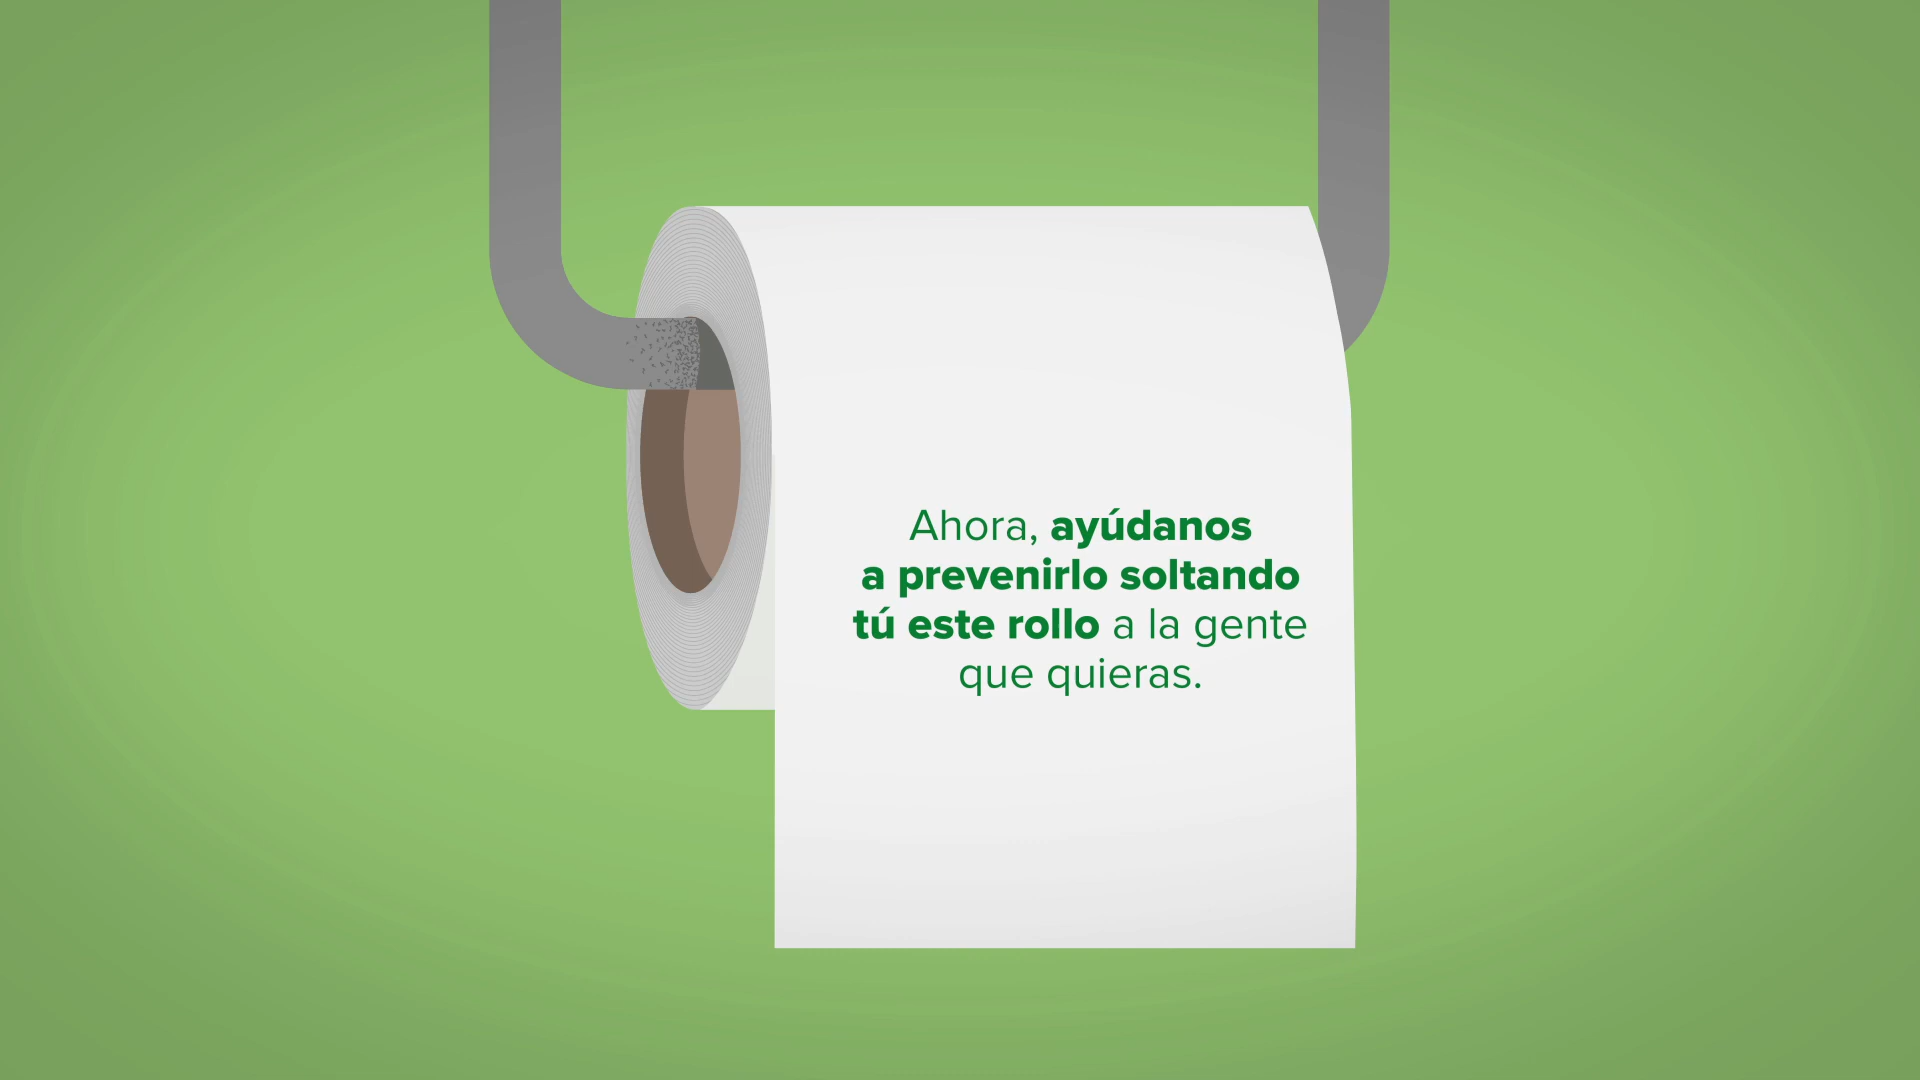 Ahora, ayúdanos
a prevenirlo soltando
tú este rollo a la gente
que quieras.